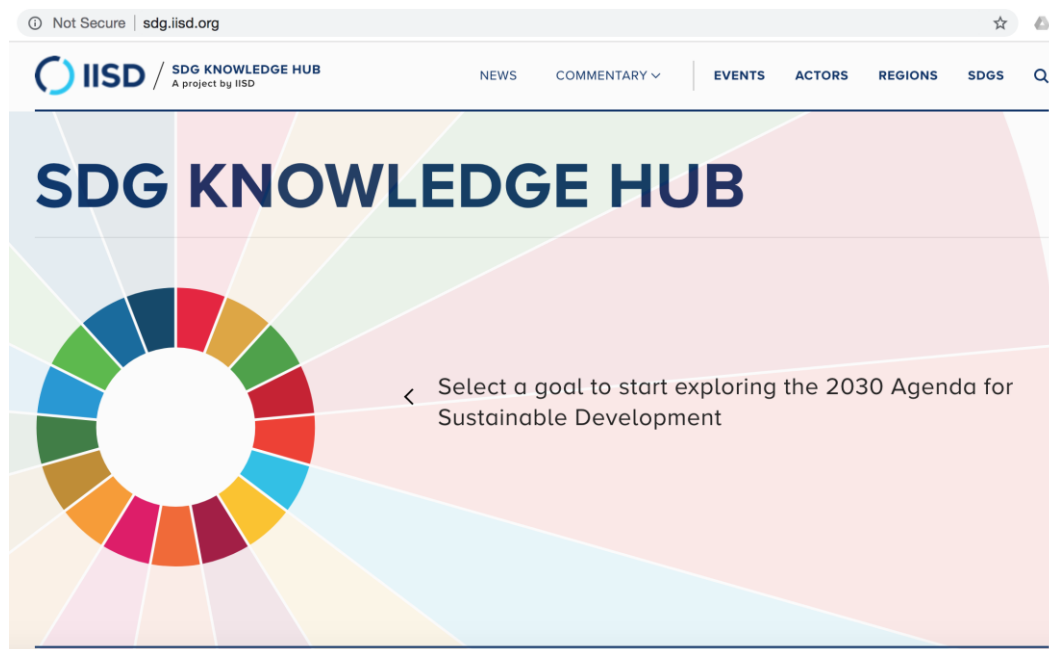 Not Secure | sdg.iisd.org
IISD / SDG KNOWLEDGE HUB
A project by IISD
NEWS COMMENTARY EVENTS ACTORS REGIONS SDGS
SDG KNOWLEDGE HUB
Select a goal to start exploring the 2030 Agenda for
Sustainable Development